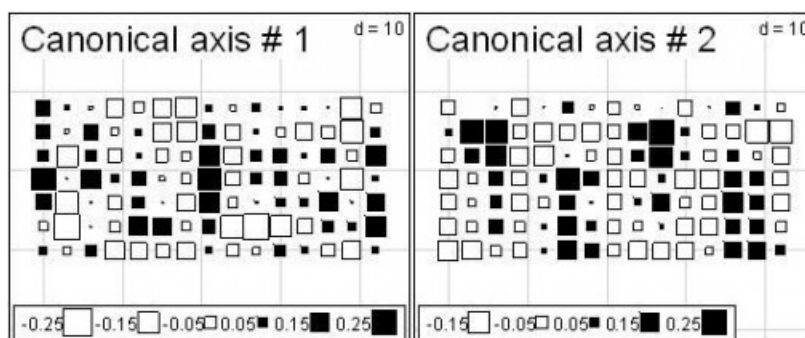 Canonical axis # 1
d = 10
-0.25 -0.15 -0.05 0.05 0.15 0.25
Canonical axis # 2
d = 10
-0.15 -0.05 0.05 0.15 0.25